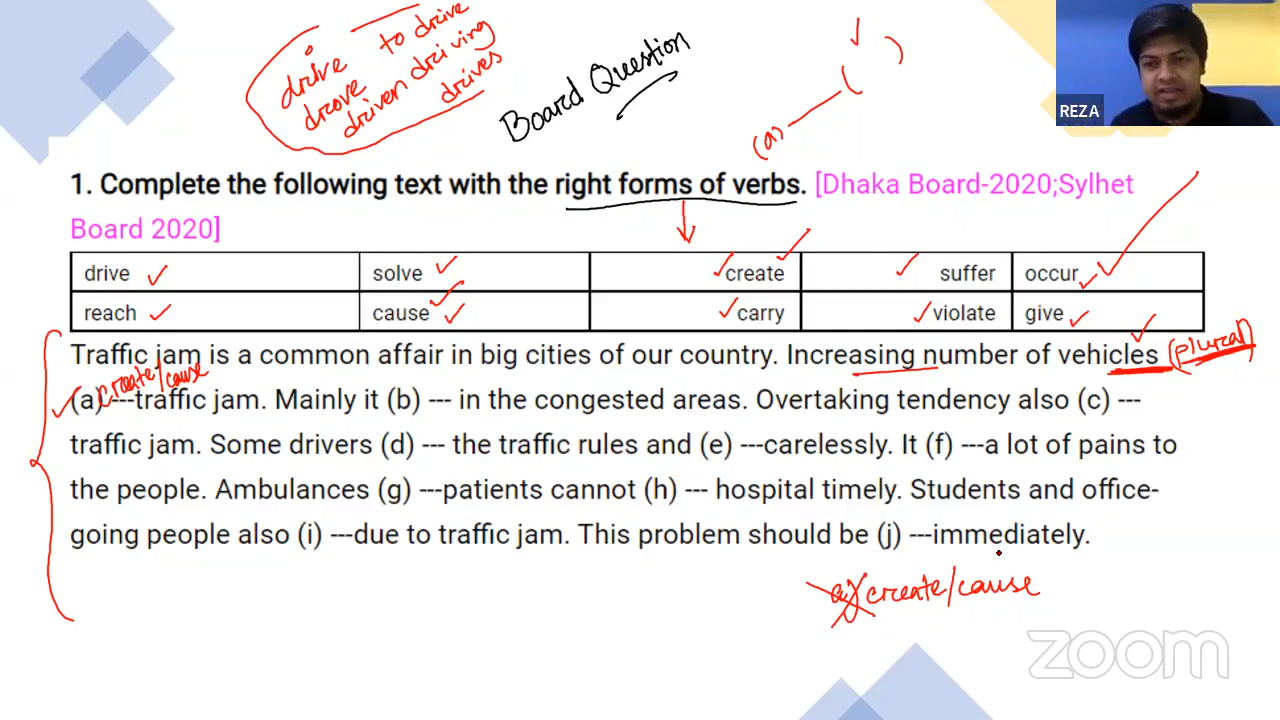 drive to drive
drove
driven driving
drives
Board Question
(a) ( )
REZA
1. Complete the following text with the right forms of verbs. [Dhaka Board-2020;Sylhet
Board 2020]
drive solve create suffer occur
reach cause carry violate give
Traffic jam is a common affair in big cities of our country. Increasing number of vehicles (plural)
create/cause
(a) ---traffic jam. Mainly it (b) --- in the congested areas. Overtaking tendency also (c) ---
traffic jam. Some drivers (d) --- the traffic rules and (e) ---carelessly. It (f) ---a lot of pains to
the people. Ambulances (g) ---patients cannot (h) --- hospital timely. Students and office-
going people also (i) ---due to traffic jam. This problem should be (j) ---immediately.
create/cause
zoom